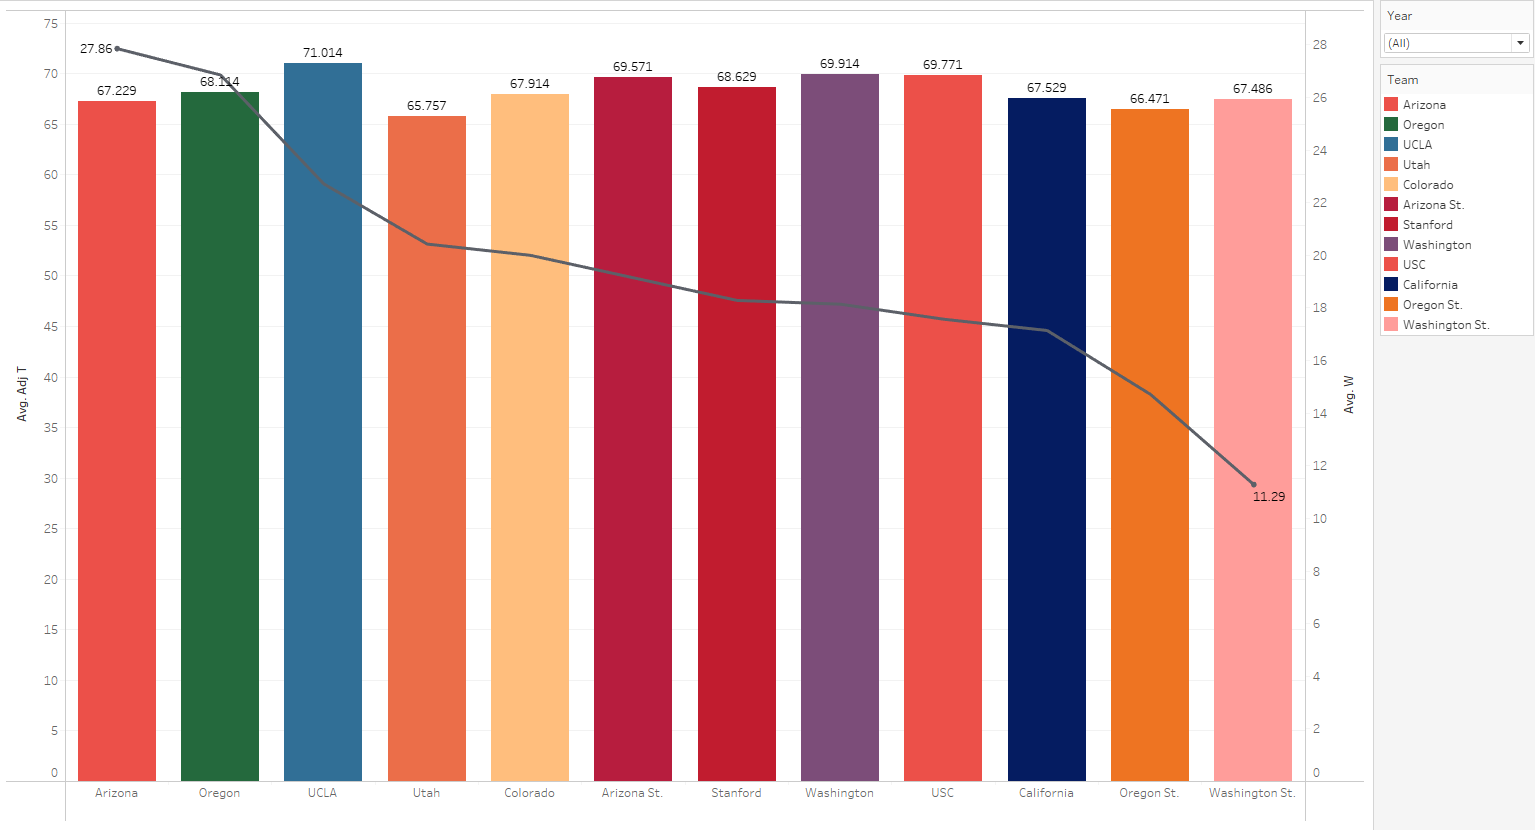 75
70
65
60
55
50
45
40
35
30
25
20
15
10
5
0
Avg. Adj T
27.86
67.229
68.114
71.014
65.757
67.914
69.571
68.629
69.914
69.771
67.529
66.471
67.486
11.29
28
26
24
22
20
18
16
14
12
10
8
6
4
2
0
Avg. W
Arizona
Oregon
UCLA
Utah
Colorado
Arizona St.
Stanford
Washington
USC
California
Oregon St.
Washington St.
Year
(All)
Team
Arizona
Oregon
UCLA
Utah
Colorado
Arizona St.
Stanford
Washington
USC
California
Oregon St.
Washington St.